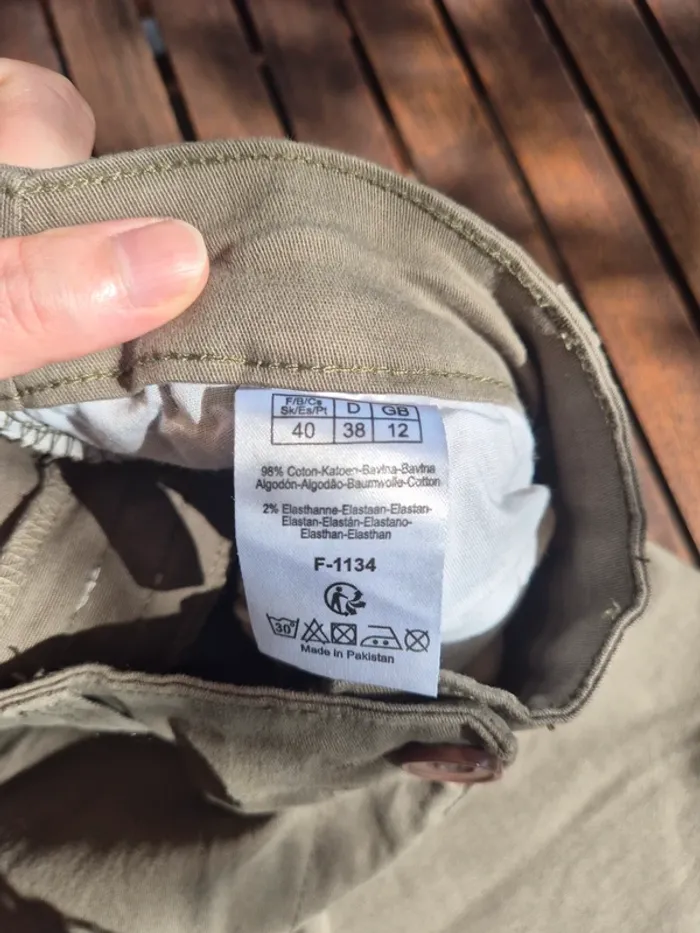 F/B/Cs D GB
Sk/Es/Pt
40 38 12
98% Coton-Katoen-Bavlna-Bavlna
Algodón-Algodão-Baumwolle-Cotton
2% Elasthanne-Elastaan-Elastan-
Elastan-Elastán-Elastano-
Elasthan-Elasthan
F-1134
30°
Made in Pakistan